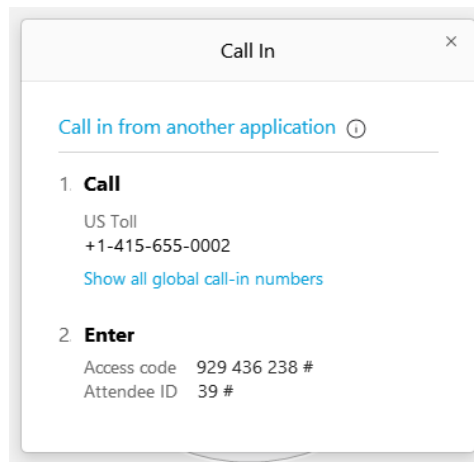 Call In
×
Call in from another application
1. Call
US Toll
+1-415-655-0002
Show all global call-in numbers
2. Enter
Access code 929 436 238 #
Attendee ID 39 #